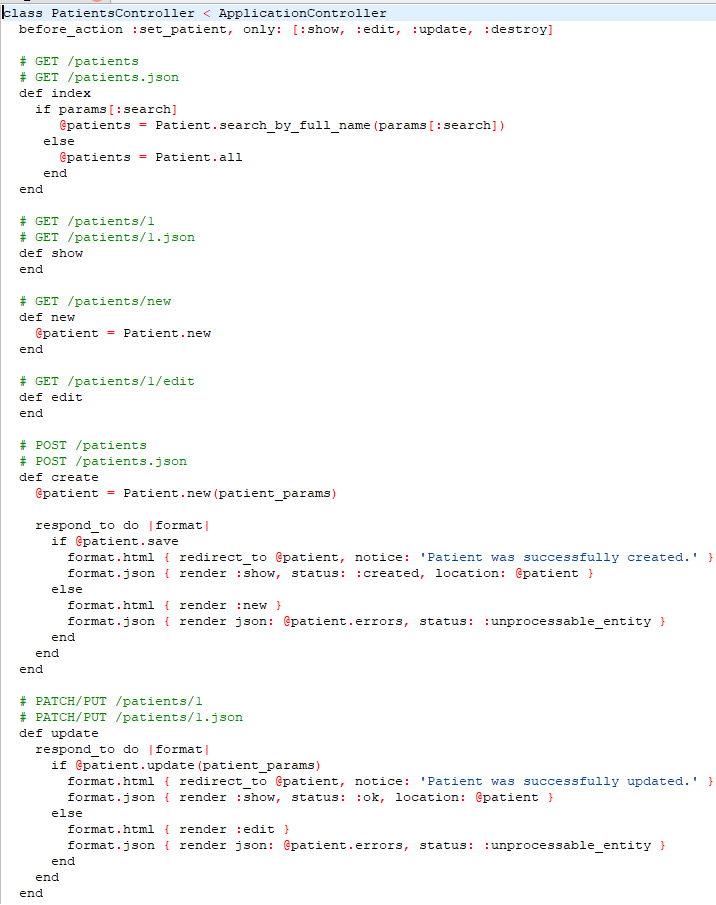 class PatientsController < ApplicationController
  before_action :set_patient, only: [:show, :edit, :update, :destroy]

  # GET /patients
  # GET /patients.json
  def index
    if params[:search]
       @patients = Patient.search_by_full_name(params[:search])
     else
       @patients = Patient.all
     end
  end

  # GET /patients/1
  # GET /patients/1.json
  def show
  end

  # GET /patients/new
  def new
    @patient = Patient.new
  end

  # GET /patients/1/edit
  def edit
  end

  # POST /patients
  # POST /patients.json
  def create
    @patient = Patient.new(patient_params)

    respond_to do |format|
      if @patient.save
        format.html { redirect_to @patient, notice: 'Patient was successfully created.' }
        format.json { render :show, status: :created, location: @patient }
      else
        format.html { render :new }
        format.json { render json: @patient.errors, status: :unprocessable_entity }
      end
    end
  end

  # PATCH/PUT /patients/1
  # PATCH/PUT /patients/1.json
  def update
    respond_to do |format|
      if @patient.update(patient_params)
        format.html { redirect_to @patient, notice: 'Patient was successfully updated.' }
        format.json { render :show, status: :ok, location: @patient }
      else
        format.html { render :edit }
        format.json { render json: @patient.errors, status: :unprocessable_entity }
      end
    end
  end